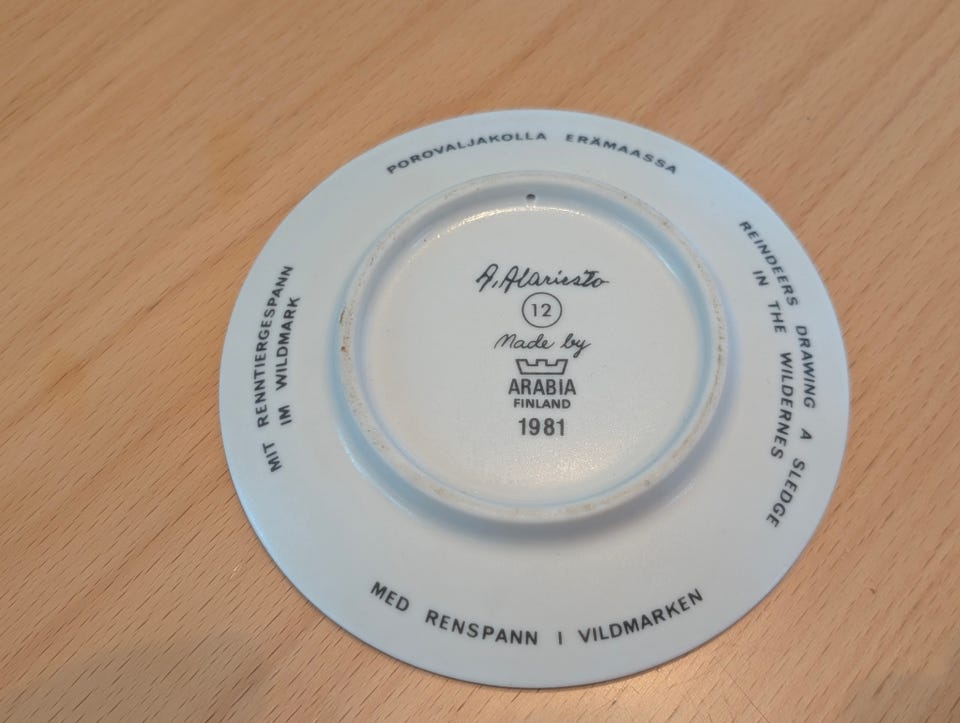 POROVALJAKOLLA ERÄMAASSA
REINDEERS DRAWING A SLEDGE
IN THE WILDERNES
MED RENSPANN I VILDMARKEN
MIT RENNTIERGESPANN
IM WILDMARK
A. Alariesto
12
Made by
ARABIA
FINLAND
1981